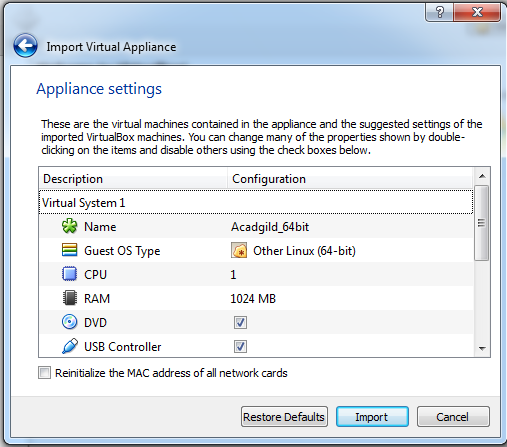 Import Virtual Appliance
Appliance settings
These are the virtual machines contained in the appliance and the suggested settings of the
imported VirtualBox machines. You can change many of the properties shown by double-
clicking on the items and disable others using the check boxes below.
Description Configuration
Virtual System 1
Name Acadgild_64bit
Guest OS Type Other Linux (64-bit)
CPU 1
RAM 1024 MB
DVD
USB Controller
Reinitialize the MAC address of all network cards
Restore Defaults Import Cancel